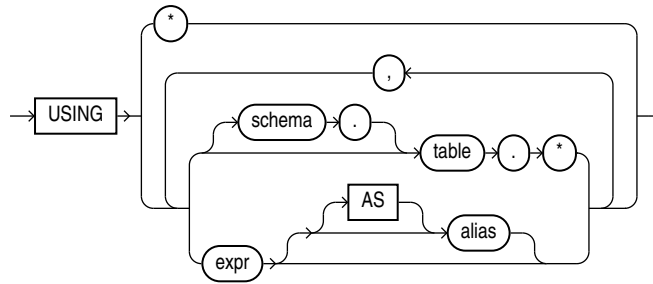 *
,
USING
schema .
table . *
AS
alias
expr